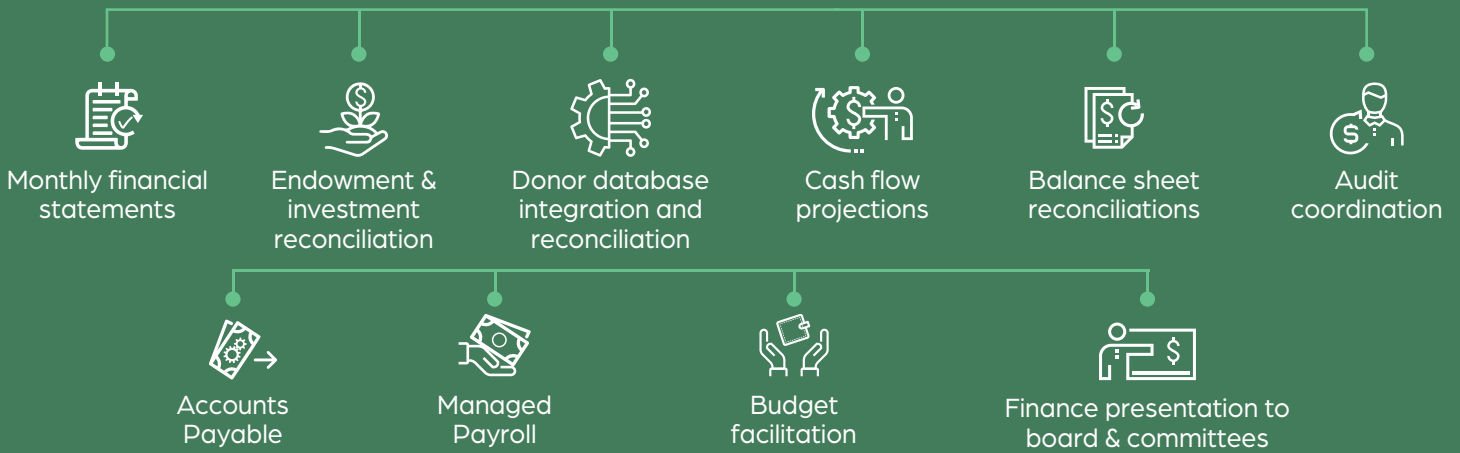 Monthly financial
statements
Endowment &
investment
reconciliation
Donor database
integration and
reconciliation
Cash flow
projections
Balance sheet
reconciliations
Audit
coordination
Accounts
Payable
Managed
Payroll
Budget
facilitation
Finance presentation to
board & committees